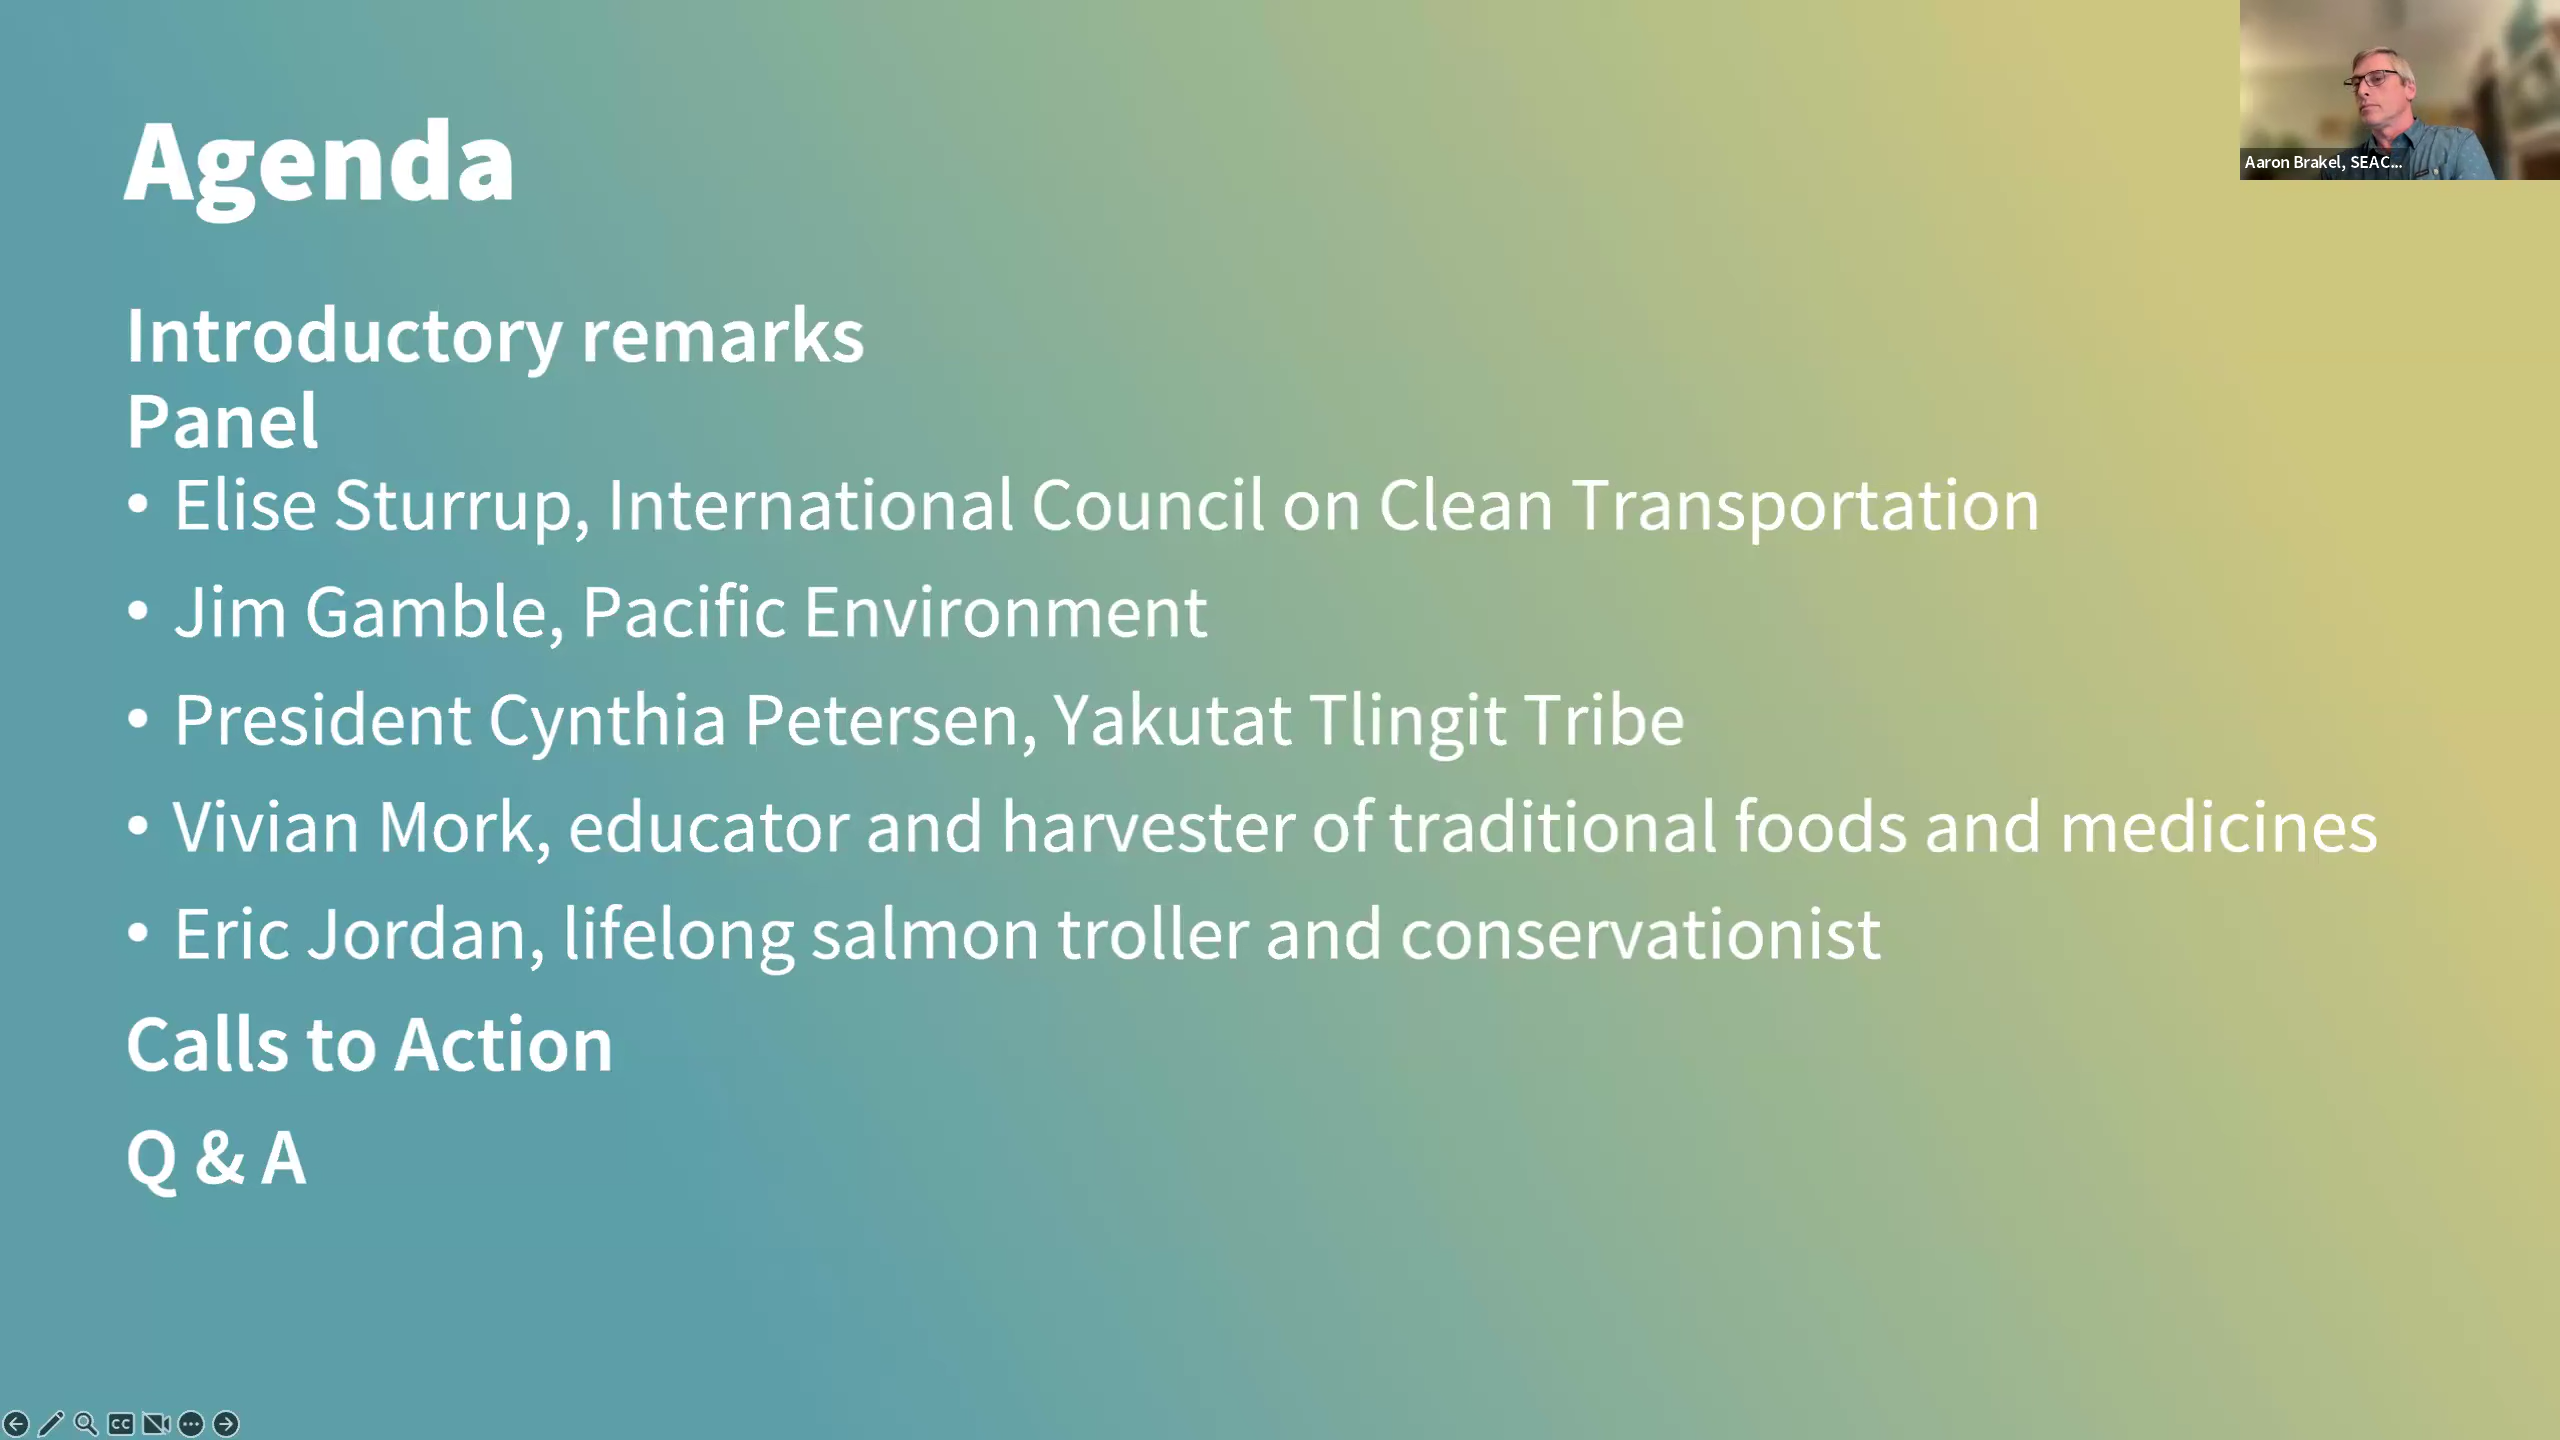 Agenda
Aaron Brakel, SEAC...
Introductory remarks
Panel
• Elise Sturrup, International Council on Clean Transportation
• Jim Gamble, Pacific Environment
• President Cynthia Petersen, Yakutat Tlingit Tribe
• Vivian Mork, educator and harvester of traditional foods and medicines
• Eric Jordan, lifelong salmon troller and conservationist
Calls to Action
Q & A
CC